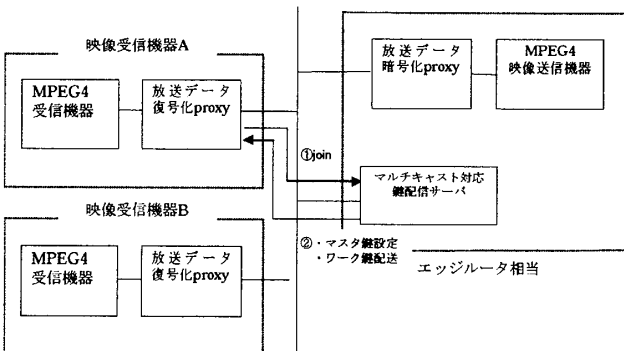 映像受信機器A
MPEG4
受信機器
放送データ
復号化proxy
放送データ
暗号化proxy
MPEG4
映像送信機器
①join
マルチキャスト対応
鍵配信サーバ
映像受信機器B
MPEG4
受信機器
放送データ
復号化proxy
②・マスタ鍵設定
・ワーク鍵配送
エッジルータ相当